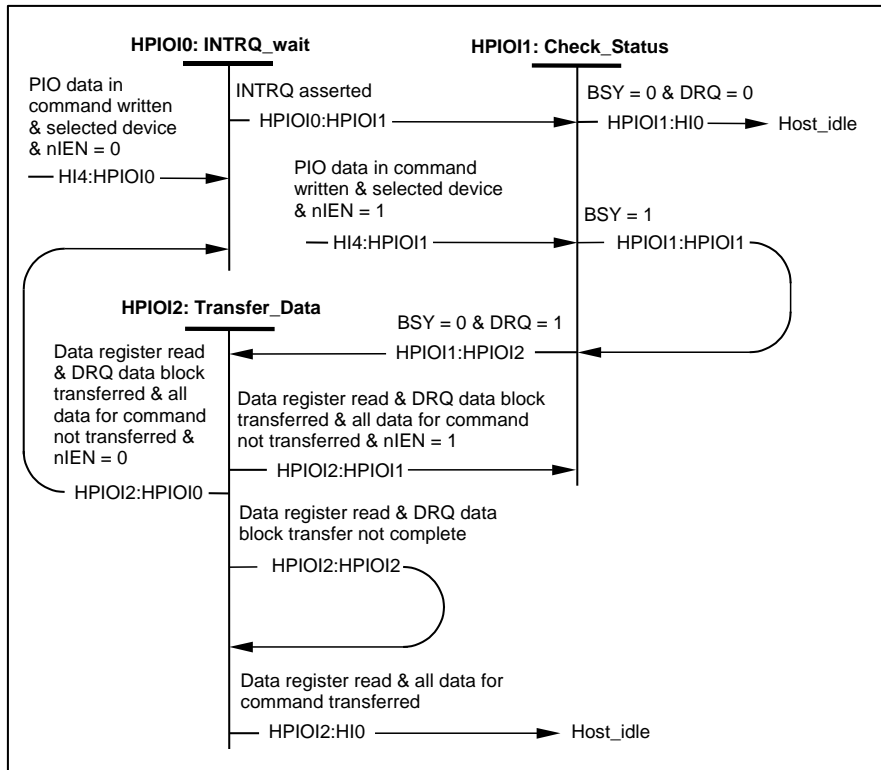 HPIOI0: INTRQ_wait
HPIOI1: Check_Status
PIO data in
command written
& selected device
& nIEN = 0
HI4:HPIOI0
INTRQ asserted
HPIOI0:HPIOI1
BSY = 0 & DRQ = 0
HPIOI1:HI0
Host_idle
PIO data in command
written & selected device
& nIEN = 1
HI4:HPIOI1
BSY = 1
HPIOI1:HPIOI1
HPIOI2: Transfer_Data
BSY = 0 & DRQ = 1
HPIOI1:HPIOI2
Data register read
& DRQ data block
transferred & all
data for command
not transferred &
nIEN = 0
HPIOI2:HPIOI0
Data register read & DRQ data block
transferred & all data for command
not transferred & nIEN = 1
HPIOI2:HPIOI1
Data register read & DRQ data
block transfer not complete
HPIOI2:HPIOI2
Data register read & all data for
command transferred
HPIOI2:HI0
Host_idle